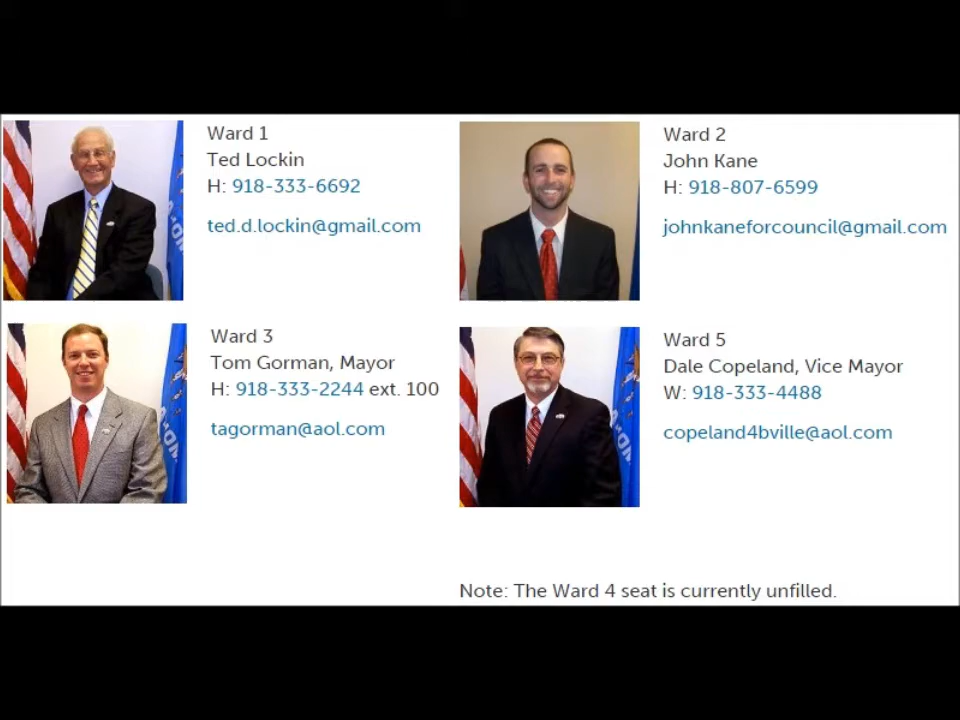 Ward 1
Ted Lockin
H: 918-333-6692
ted.d.lockin@gmail.com
Ward 2
John Kane
H: 918-807-6599
johnkaneforcouncil@gmail.com
Ward 3
Tom Gorman, Mayor
H: 918-333-2244 ext. 100
tagorman@aol.com
Ward 5
Dale Copeland, Vice Mayor
W: 918-333-4488
copeland4bville@aol.com
Note: The Ward 4 seat is currently unfilled.